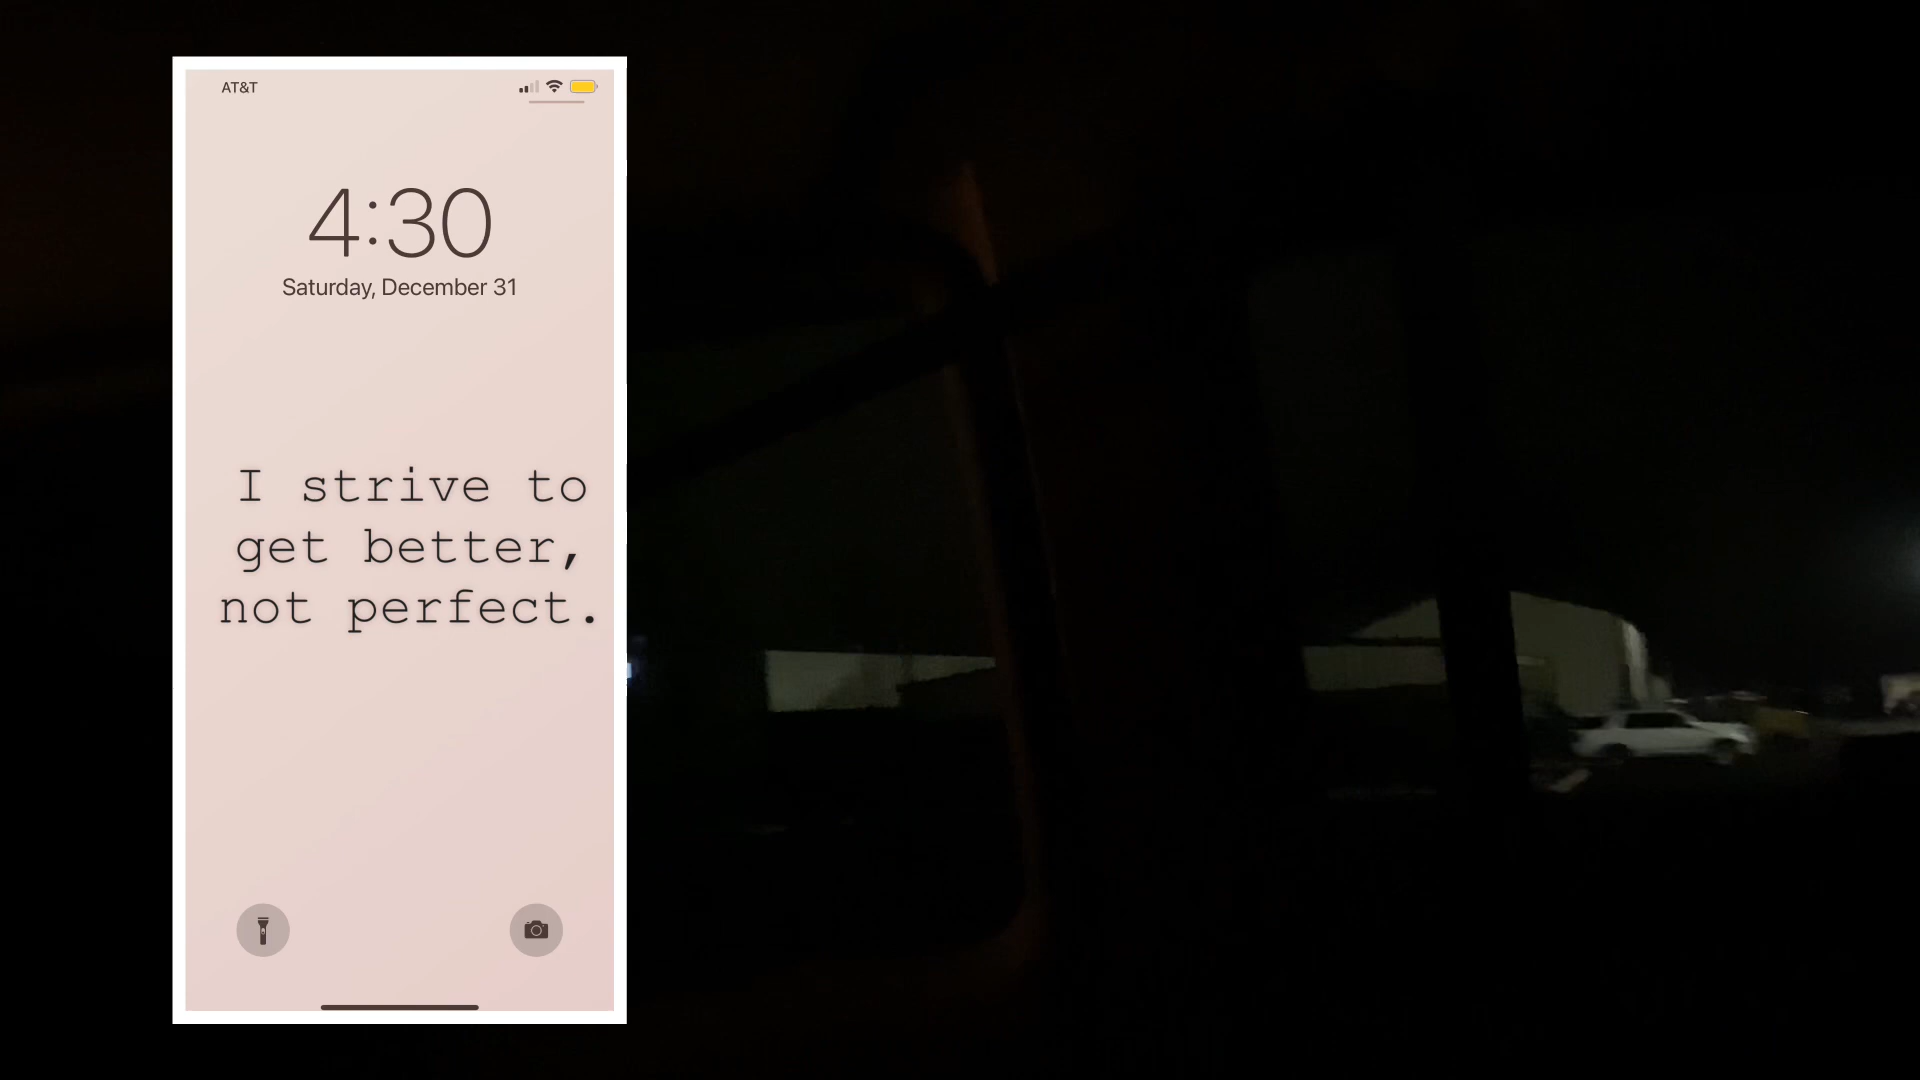 AT&T
4:30
Saturday, December 31
I strive to
get better,
not perfect.